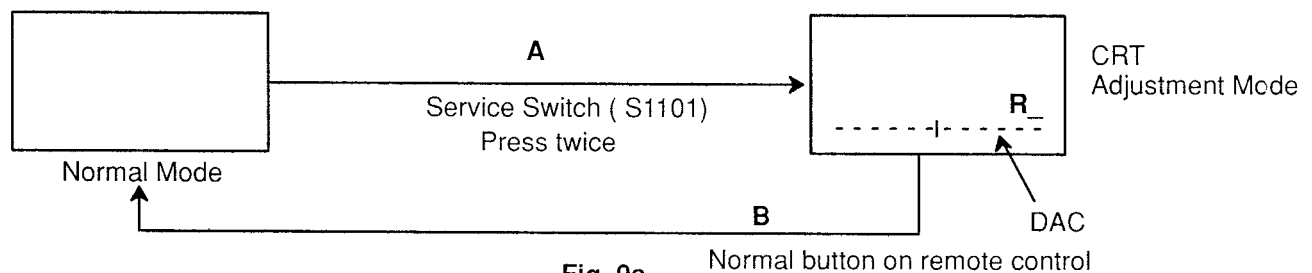 A
CRT
Adjustment Mode
Service Switch ( S1101)
Press twice
R_
Normal Mode
B
DAC
Normal button on remote control